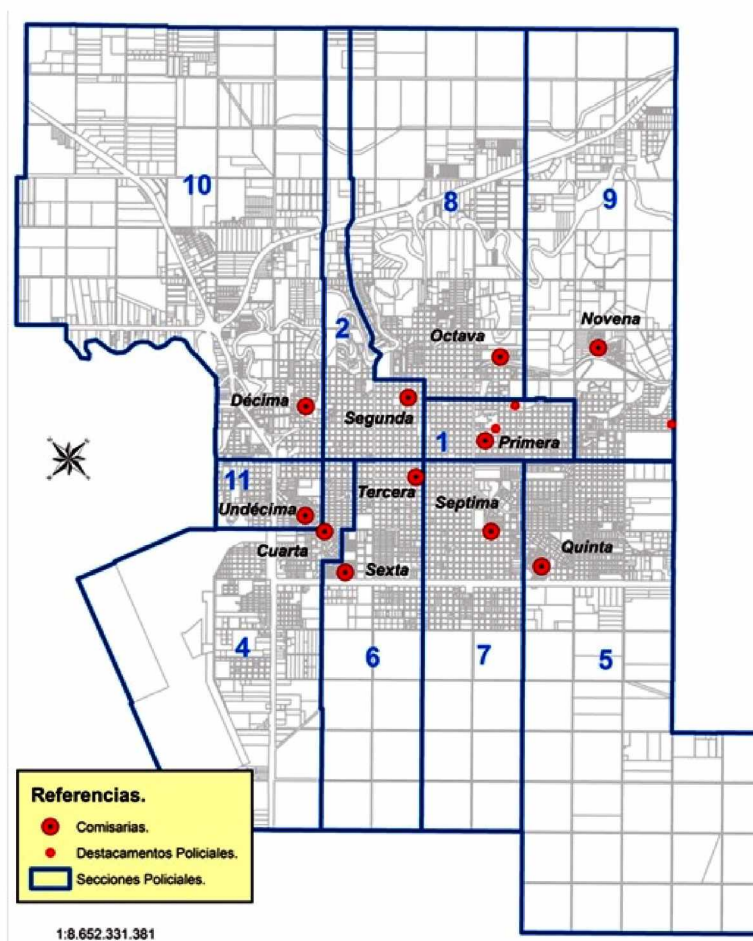 10
8
9
2
Novena
Octava
Décima
Segunda
1
Primera
11
Tercera
Septima
Undécima
Cuarta
Sexta
Quinta
4
6
7
5
Referencias.
Comisarias.
Destacamentos Policiales.
Secciones Policiales.
1:8.652.331.381